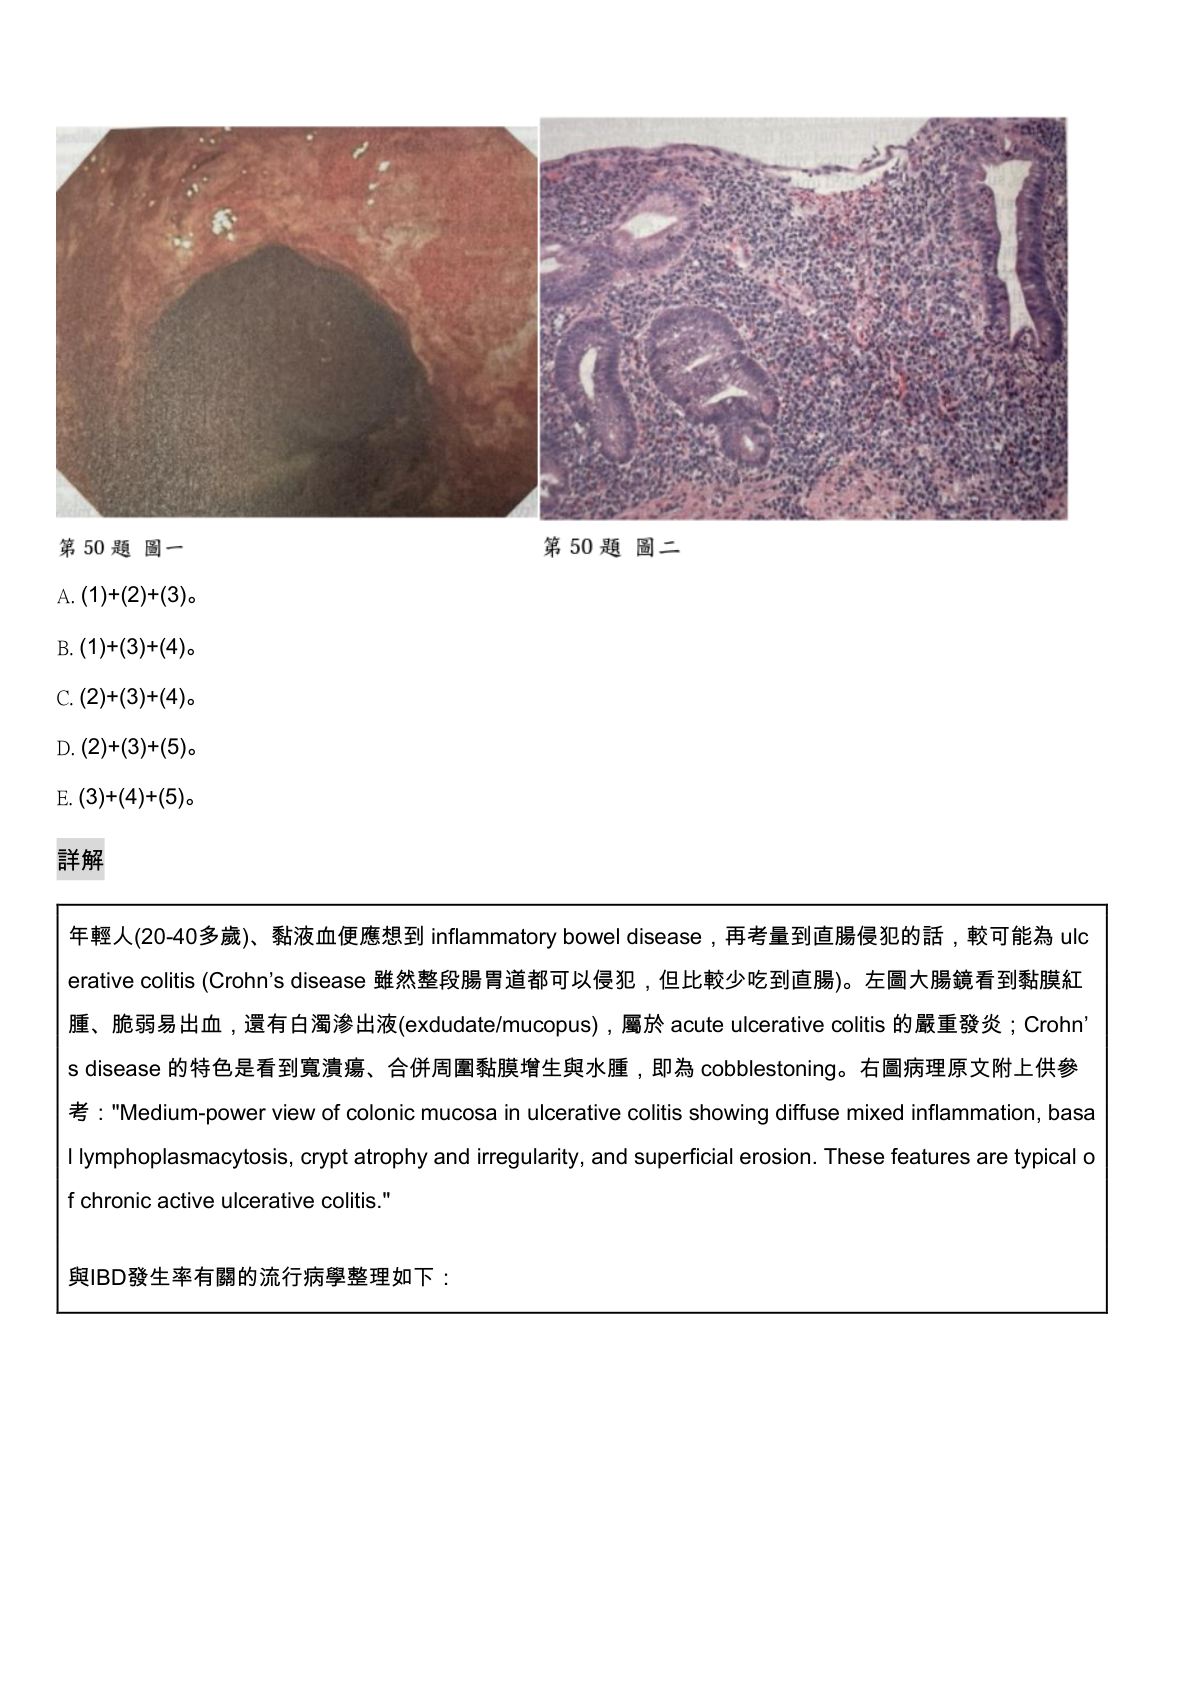 第 50 題 圖一
第 50 題 圖二
A. (1)+(2)+(3)。
B. (1)+(3)+(4)。
C. (2)+(3)+(4)。
D. (2)+(3)+(5)。
E. (3)+(4)+(5)。
詳解
年輕人(20-40多歲)、黏液血便應想到 inflammatory bowel disease，再考量到直腸侵犯的話，較可能為 ulc
erative colitis (Crohn’s disease 雖然整段腸胃道都可以侵犯，但比較少吃到直腸)。左圖大腸鏡看到黏膜紅
腫、脆弱易出血，還有白濁滲出液(exdudate/mucopus)，屬於 acute ulcerative colitis 的嚴重發炎；Crohn’
s disease 的特色是看到寬潰瘍、合併周圍黏膜增生與水腫，即為 cobblestoning。右圖病理原文附上供參
考："Medium-power view of colonic mucosa in ulcerative colitis showing diffuse mixed inflammation, basa
l lymphoplasmacytosis, crypt atrophy and irregularity, and superficial erosion. These features are typical o
f chronic active ulcerative colitis."
與IBD發生率有關的流行病學整理如下：